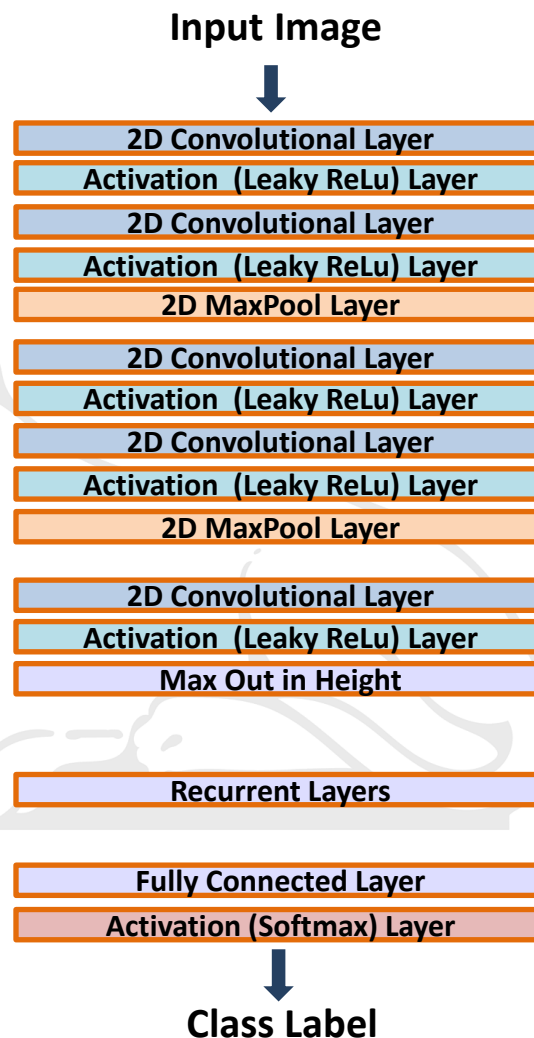 Input Image
2D Convolutional Layer
Activation (Leaky ReLu) Layer
2D Convolutional Layer
Activation (Leaky ReLu) Layer
2D MaxPool Layer
2D Convolutional Layer
Activation (Leaky ReLu) Layer
2D Convolutional Layer
Activation (Leaky ReLu) Layer
2D MaxPool Layer
2D Convolutional Layer
Activation (Leaky ReLu) Layer
Max Out in Height
Recurrent Layers
Fully Connected Layer
Activation (Softmax) Layer
Class Label